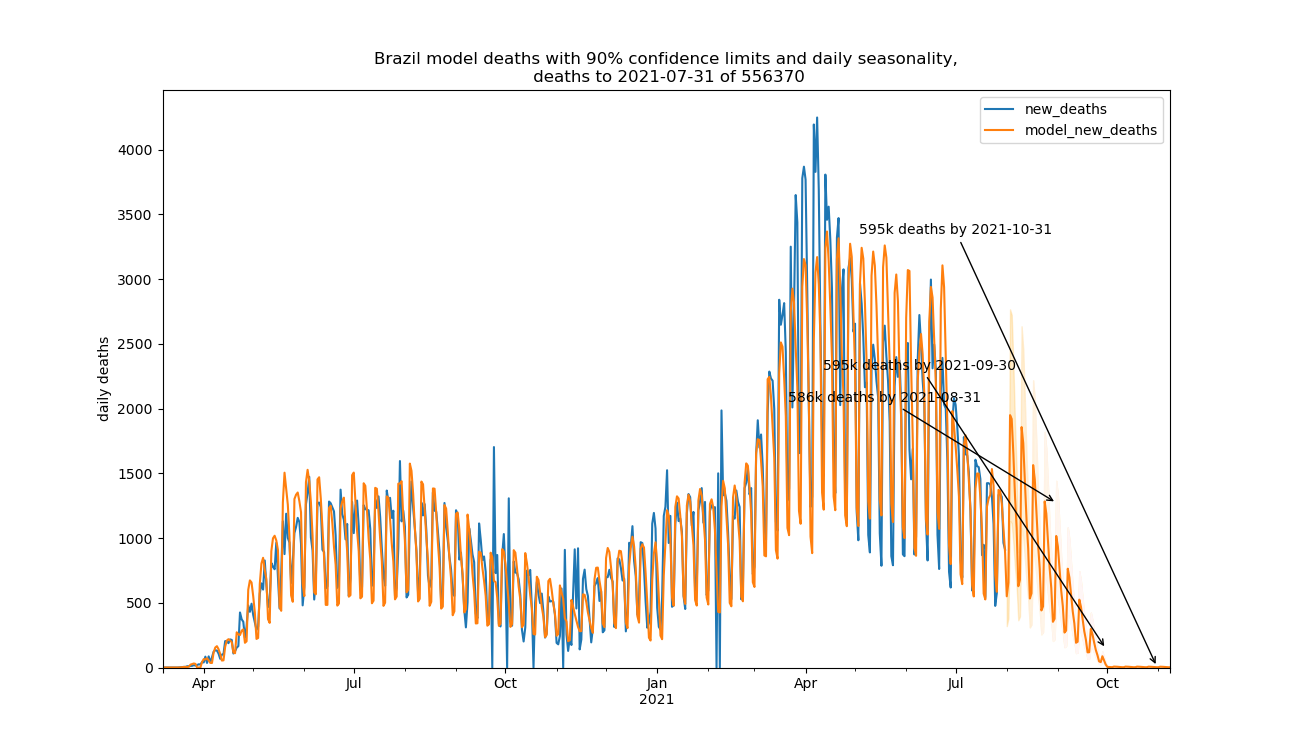 Brazil model deaths with 90% confidence limits and daily seasonality,
deaths to 2021-07-31 of 556370
new_deaths
model_new_deaths
4000
3500
3000
2500
2000
1500
1000
500
0
daily deaths
595k deaths by 2021-10-31
595k deaths by 2021-09-30
586k deaths by 2021-08-31
Apr
Jul
Oct
Jan
2021
Apr
Jul
Oct